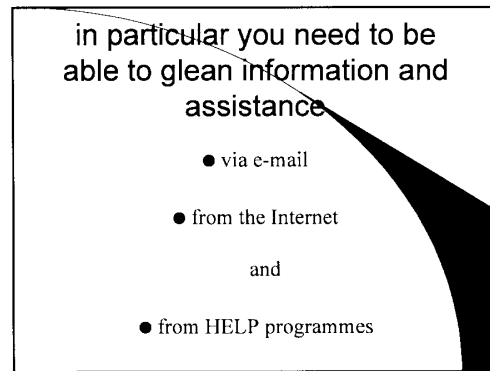 in particular you need to be
able to glean information and
assistance
● via e-mail
● from the Internet
and
● from HELP programmes